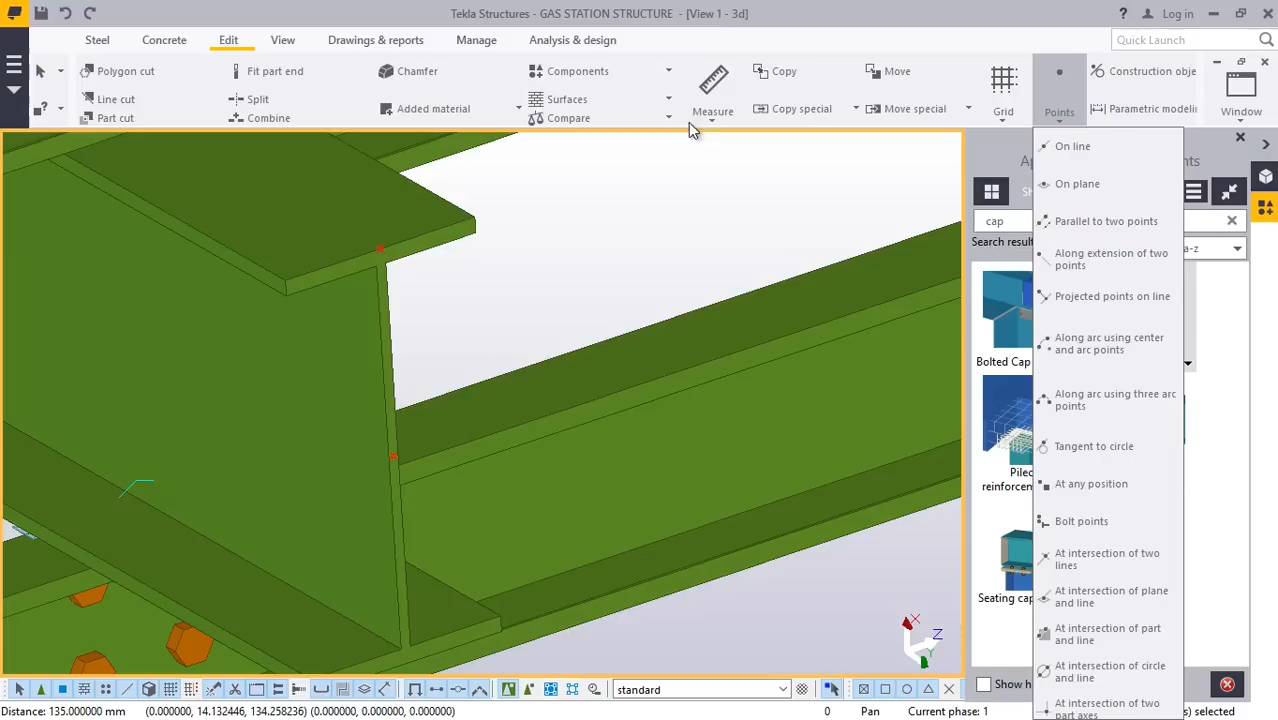 Tekla Structures - GAS STATION STRUCTURE - [View 1 - 3d]
? Log in
Steel Concrete Edit View Drawings & reports Manage Analysis & design
Quick Launch
Polygon cut Fit part end Chamfer Components Copy Move Construction obje
Line cut Split Added material Surfaces Measure Copy special Move special Grid Points Parametric modeli Window
Part cut Combine Compare
On line
On plane
Parallel to two points
Along extension of two
points
Projected points on line
Along arc using center
and arc points
Along arc using three arc
points
Tangent to circle
At any position
Bolt points
At intersection of two
lines
At intersection of plane
and line
At intersection of part
and line
At intersection of circle
and line
At intersection of two
part axes
cap
Search result
a-z
Bolted Cap
Pilec
reinforcem
Seating cap
Show h
X
Z
Y
standard
Distance: 135.000000 mm (0.000000, 14.132446, 134.258236) (0.000000, 0.000000, 0.000000) 0 Pan Current phase: 1 ) selected